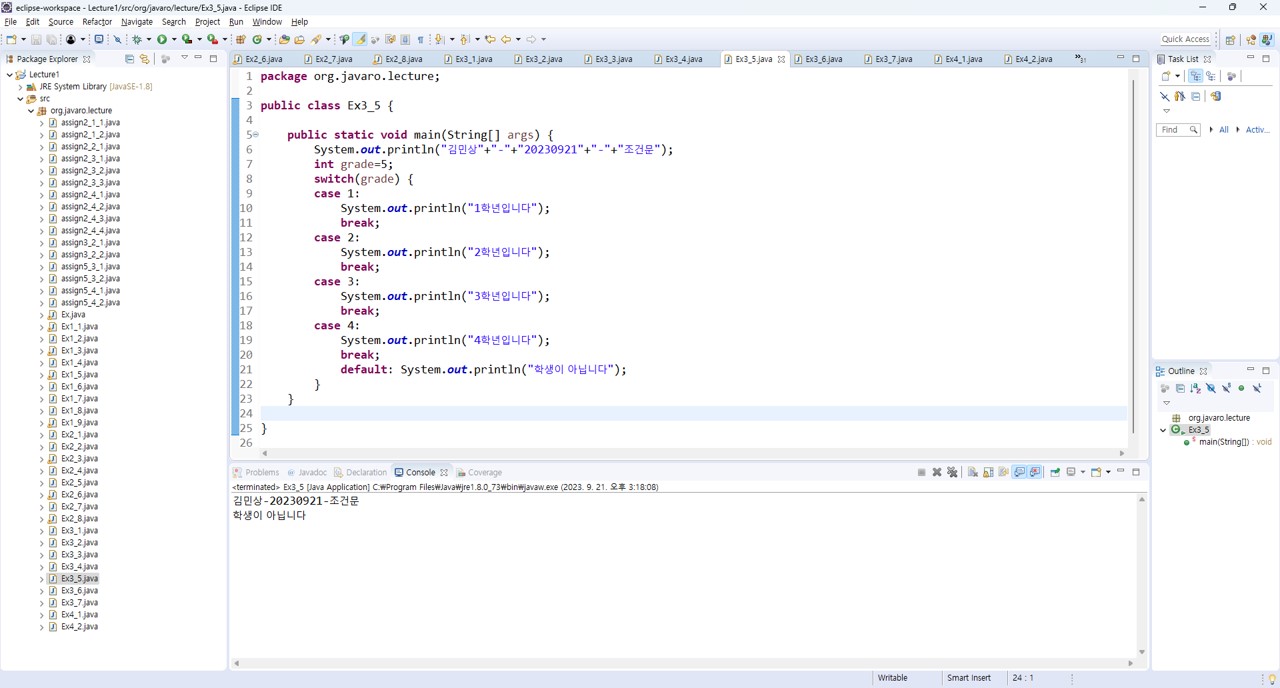 eclipse-workspace - Lecture1/src/org/javaro/lecture/Ex3_5.java - Eclipse IDE
File Edit Source Refactor Navigate Search Project Run Window Help
Quick Access
Package Explorer
Lecture1
JRE System Library [JavaSE-1.8]
src
org.javaro.lecture
assign2_1_1.java
assign2_1_2.java
assign2_2_1.java
assign2_3_1.java
assign2_3_2.java
assign2_3_3.java
assign2_4_1.java
assign2_4_2.java
assign2_4_3.java
assign2_4_4.java
assign3_2_1.java
assign3_2_2.java
assign5_3_1.java
assign5_3_2.java
assign5_4_1.java
assign5_4_2.java
Ex.java
Ex1_1.java
Ex1_2.java
Ex1_3.java
Ex1_4.java
Ex1_5.java
Ex1_6.java
Ex1_7.java
Ex1_8.java
Ex1_9.java
Ex2_1.java
Ex2_2.java
Ex2_3.java
Ex2_4.java
Ex2_5.java
Ex2_6.java
Ex2_7.java
Ex2_8.java
Ex3_1.java
Ex3_2.java
Ex3_3.java
Ex3_4.java
Ex3_5.java
Ex3_6.java
Ex3_7.java
Ex4_1.java
Ex4_2.java
Ex2_6.java Ex2_7.java Ex2_8.java Ex3_1.java Ex3_2.java Ex3_3.java Ex3_4.java Ex3_5.java Ex3_6.java Ex3_7.java Ex4_1.java Ex4_2.java »31
1 package org.javaro.lecture;
2
3 public class Ex3_5 {
4
5 public static void main(String[] args) {
6 System.out.println("김민상"+"-"+"20230921"+"-"+"조건문");
7 int grade=5;
8 switch(grade) {
9 case 1:
10 System.out.println("1학년입니다");
11 break;
12 case 2:
13 System.out.println("2학년입니다");
14 break;
15 case 3:
16 System.out.println("3학년입니다");
17 break;
18 case 4:
19 System.out.println("4학년입니다");
20 break;
21 default: System.out.println("학생이 아닙니다");
22 }
23 }
24
25 }
26
Problems Javadoc Declaration Console Coverage
<terminated> Ex3_5 [Java Application] C:₩Program Files₩Java₩jre1.8.0_73₩bin₩javaw.exe (2023. 9. 21. 오후 3:18:08)
김민상-20230921-조건문
학생이 아닙니다
Task List
Find All Activ...
Outline
org.javaro.lecture
Ex3_5
main(String[]) : void
Writable Smart Insert 24 : 1